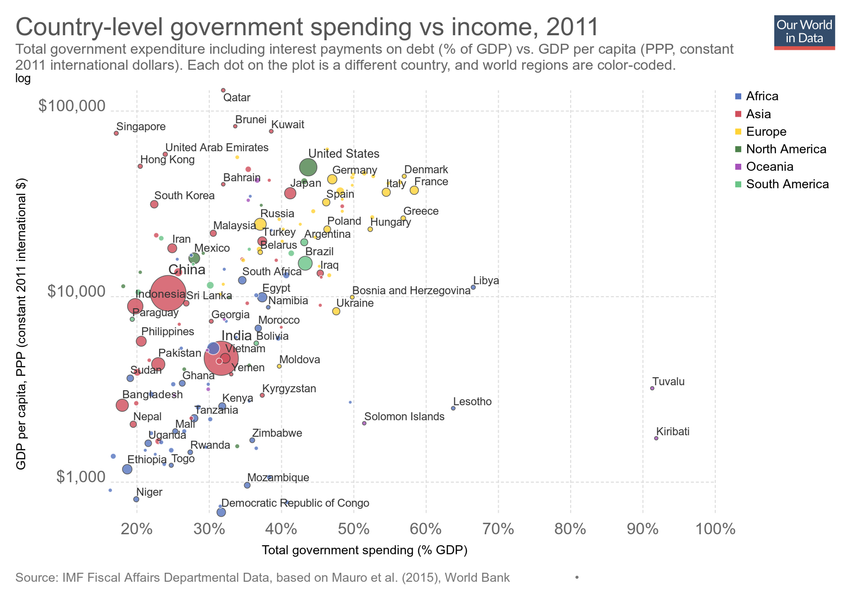 Country-level government spending vs income, 2011
Our World
in Data
Total government expenditure including interest payments on debt (% of GDP) vs. GDP per capita (PPP, constant
2011 international dollars). Each dot on the plot is a different country, and world regions are color-coded.
log
$100,000
$10,000
$1,000
GDP per capita, PPP (constant 2011 international $)
Qatar
Brunei
Kuwait
Singapore
United Arab Emirates
Hong Kong
United States
Bahrain
Germany
Denmark
Japan
Italy
France
South Korea
Spain
Russia
Greece
Malaysia
Poland
Hungary
Turkey
Argentina
Iran
Mexico
Belar
Brazil
China
South Africa
Iraq
Libya
Indonesia
Sri Lanka
Egypt
Bosnia and Herzegovina
Namibia
Ukraine
Paraguay
Georgia
Morocco
Philippines
India
Bolivia
Vietnam
Pakistan
Yemen
Moldova
Sudan
Ghana
Tuvalu
Bangladesh
Kenya
Kyrgyzstan
Lesotho
Tanzania
Nepal
Mali
Solomon Islands
Uganda
Rwanda
Zimbabwe
Kiribati
Ethiopia
Togo
Mozambique
Niger
Democratic Republic of Congo
Africa
Asia
Europe
North America
Oceania
South America
20%
30%
40%
50%
60%
70%
80%
90%
100%
Total government spending (% GDP)
Source: IMF Fiscal Affairs Departmental Data, based on Mauro et al. (2015), World Bank